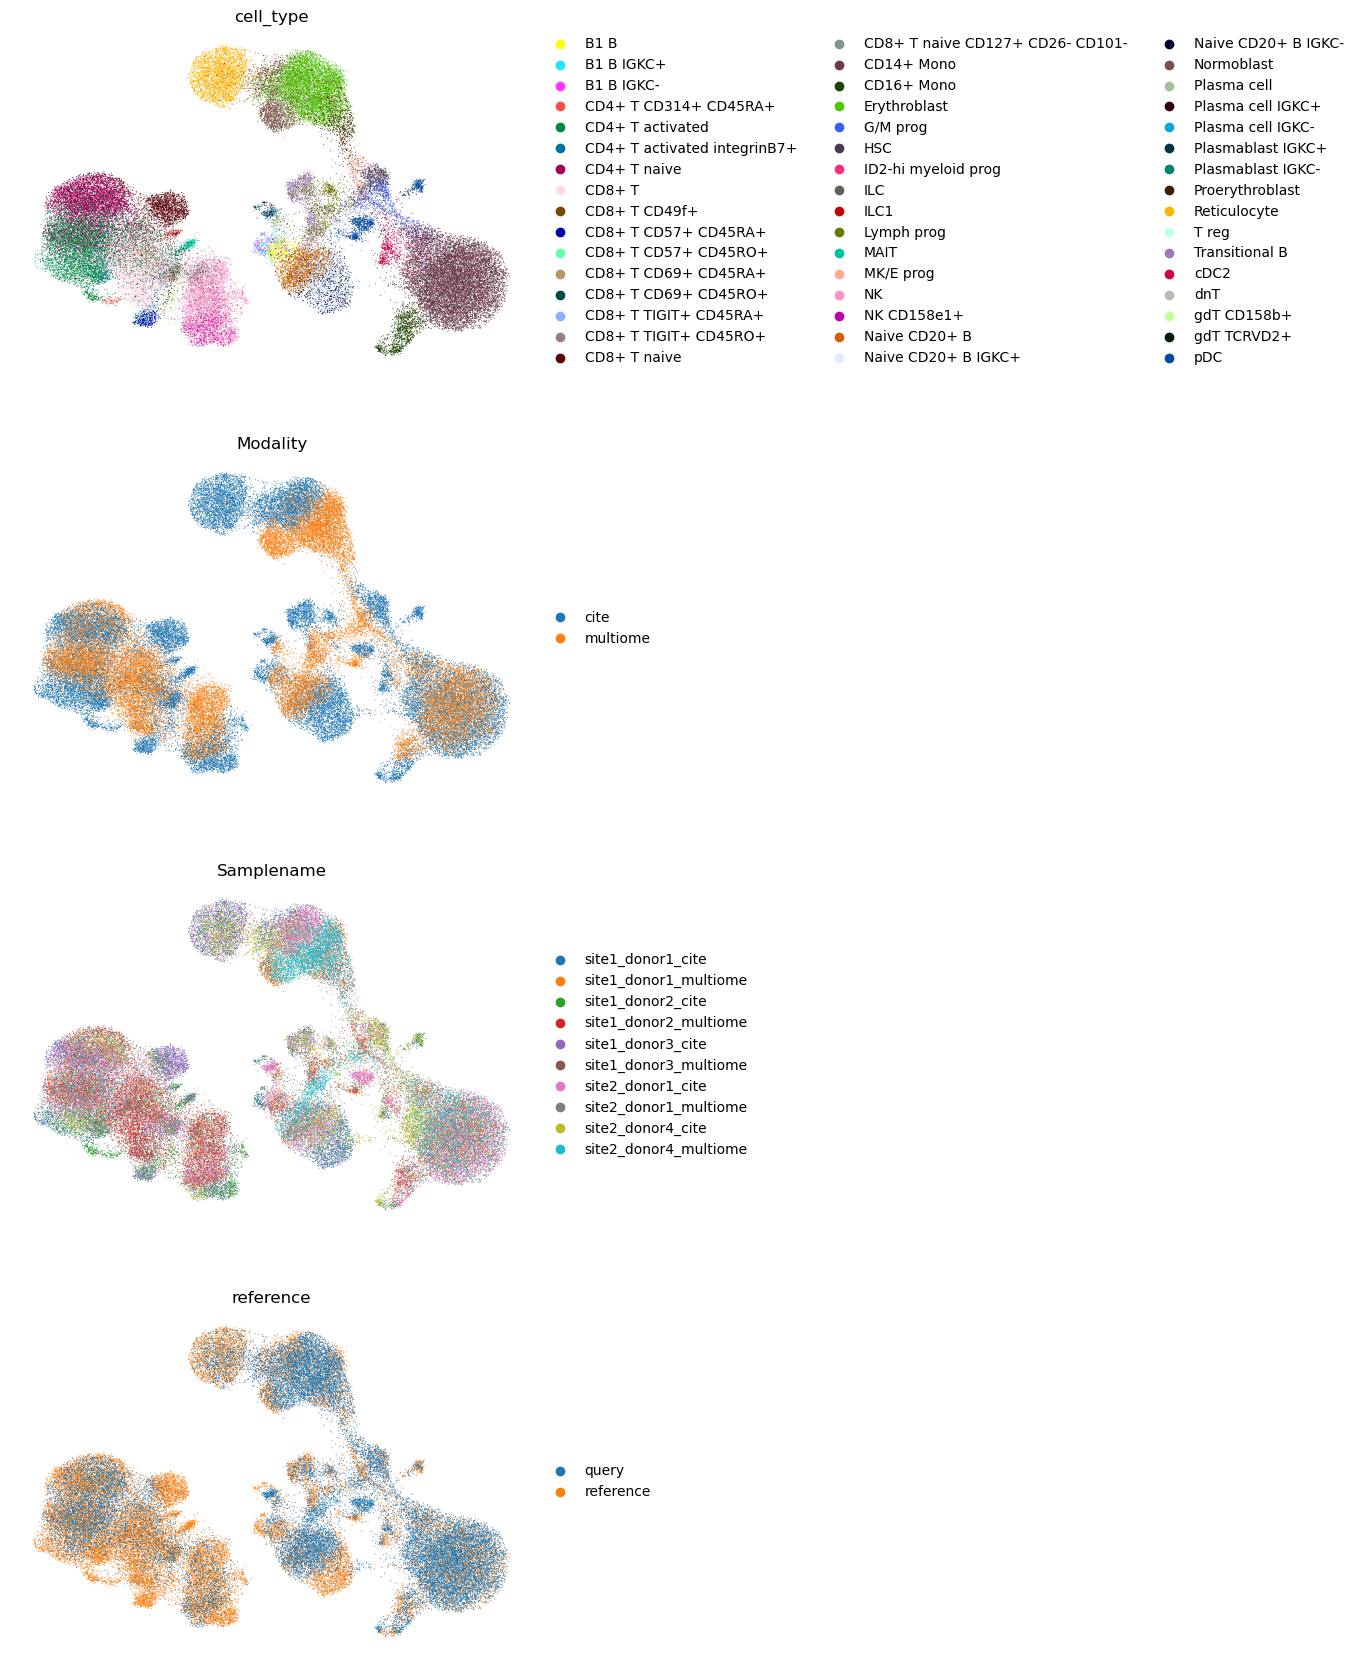 cell_type
B1 B
B1 B IGKC+
B1 B IGKC-
CD4+ T CD314+ CD45RA+
CD4+ T activated
CD4+ T activated integrinB7+
CD4+ T naive
CD8+ T
CD8+ T CD49f+
CD8+ T CD57+ CD45RA+
CD8+ T CD57+ CD45RO+
CD8+ T CD69+ CD45RA+
CD8+ T CD69+ CD45RO+
CD8+ T TIGIT+ CD45RA+
CD8+ T TIGIT+ CD45RO+
CD8+ T naive
CD8+ T naive CD127+ CD26- CD101-
CD14+ Mono
CD16+ Mono
Erythroblast
G/M prog
HSC
ID2-hi myeloid prog
ILC
ILC1
Lymph prog
MAIT
MK/E prog
NK
NK CD158e1+
Naive CD20+ B
Naive CD20+ B IGKC+
Naive CD20+ B IGKC-
Normoblast
Plasma cell
Plasma cell IGKC+
Plasma cell IGKC-
Plasmablast IGKC+
Plasmablast IGKC-
Proerythroblast
Reticulocyte
T reg
Transitional B
cDC2
dnT
gdT CD158b+
gdT TCRVD2+
pDC
Modality
cite
multiome
Samplename
site1_donor1_cite
site1_donor1_multiome
site1_donor2_cite
site1_donor2_multiome
site1_donor3_cite
site1_donor3_multiome
site2_donor1_cite
site2_donor1_multiome
site2_donor4_cite
site2_donor4_multiome
reference
query
reference